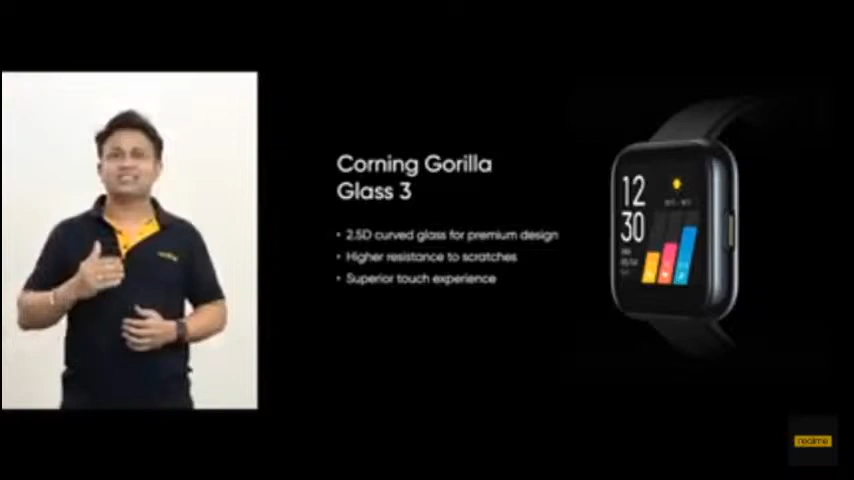 Corning Gorilla
Glass 3
• 2.5D curved glass for premium design
• Higher resistance to scratches
• Superior touch experience
12
30
realme